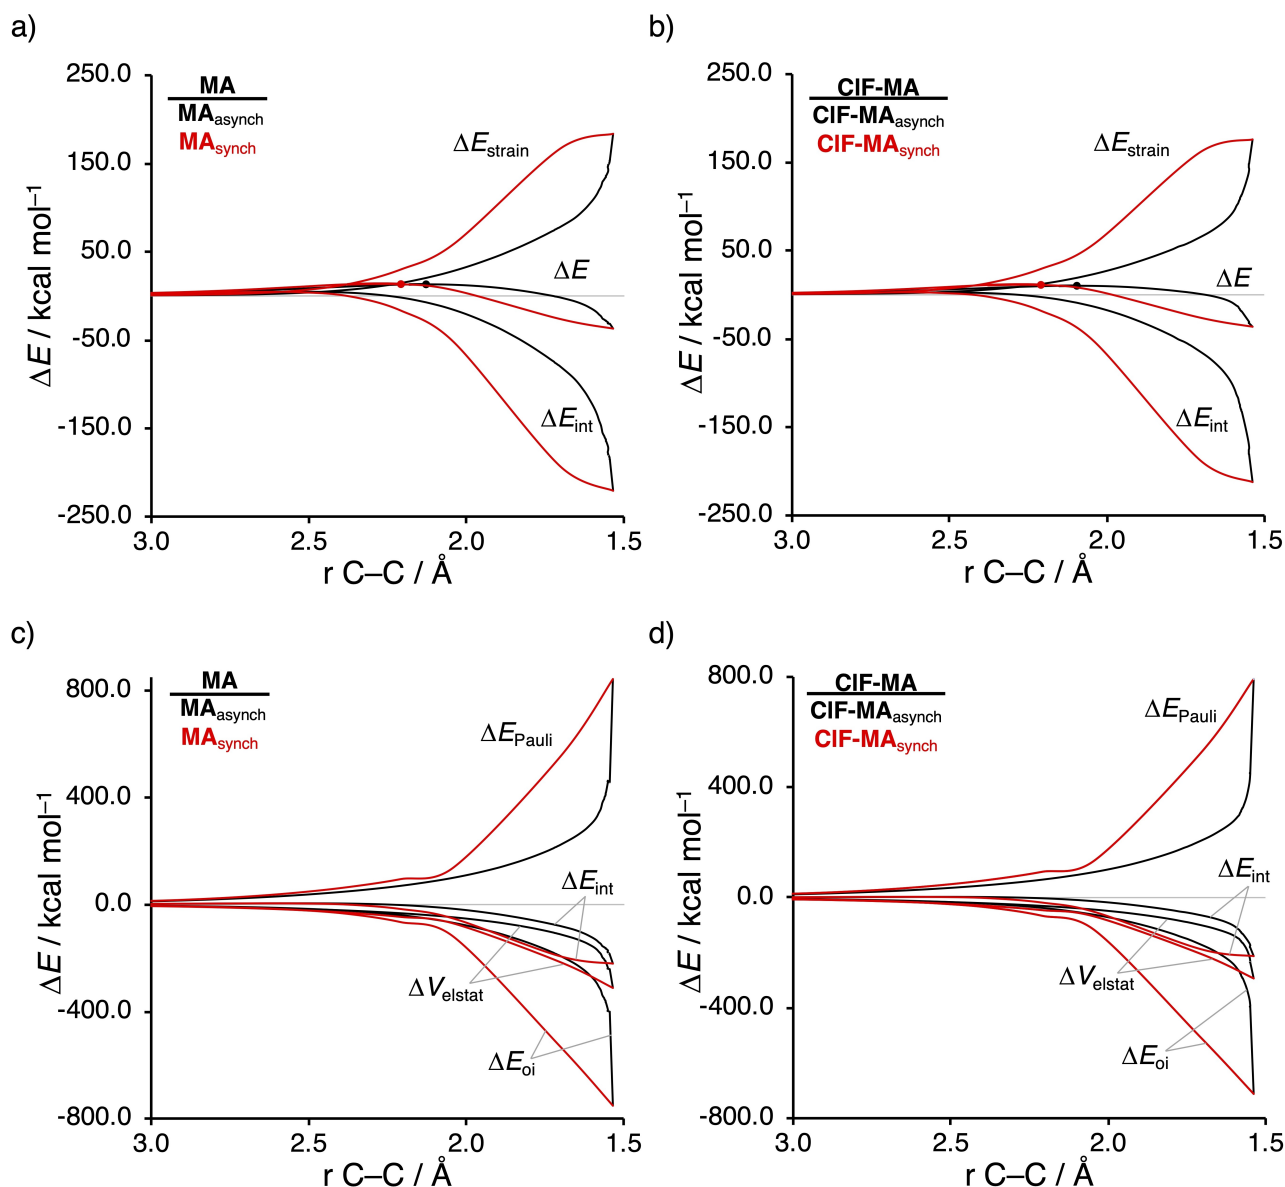 a)
250.0
150.0
50.0
-50.0
-150.0
-250.0
ΔE / kcal mol⁻¹
MA
MAasynch
MAsynch
ΔEstrain
ΔE
ΔEint
3.0 2.5 2.0 1.5
r C–C / Å
b)
250.0
150.0
50.0
-50.0
-150.0
-250.0
ΔE / kcal mol⁻¹
ClF-MA
ClF-MAasynch
ClF-MAsynch
ΔEstrain
ΔE
ΔEint
3.0 2.5 2.0 1.5
r C–C / Å
c)
800.0
400.0
0.0
-400.0
-800.0
ΔE / kcal mol⁻¹
MA
MAasynch
MAsynch
ΔEPauli
ΔEint
ΔVelstat
ΔEoi
3.0 2.5 2.0 1.5
r C–C / Å
d)
800.0
400.0
0.0
-400.0
-800.0
ΔE / kcal mol⁻¹
ClF-MA
ClF-MAasynch
ClF-MAsynch
ΔEPauli
ΔEint
ΔVelstat
ΔEoi
3.0 2.5 2.0 1.5
r C–C / Å